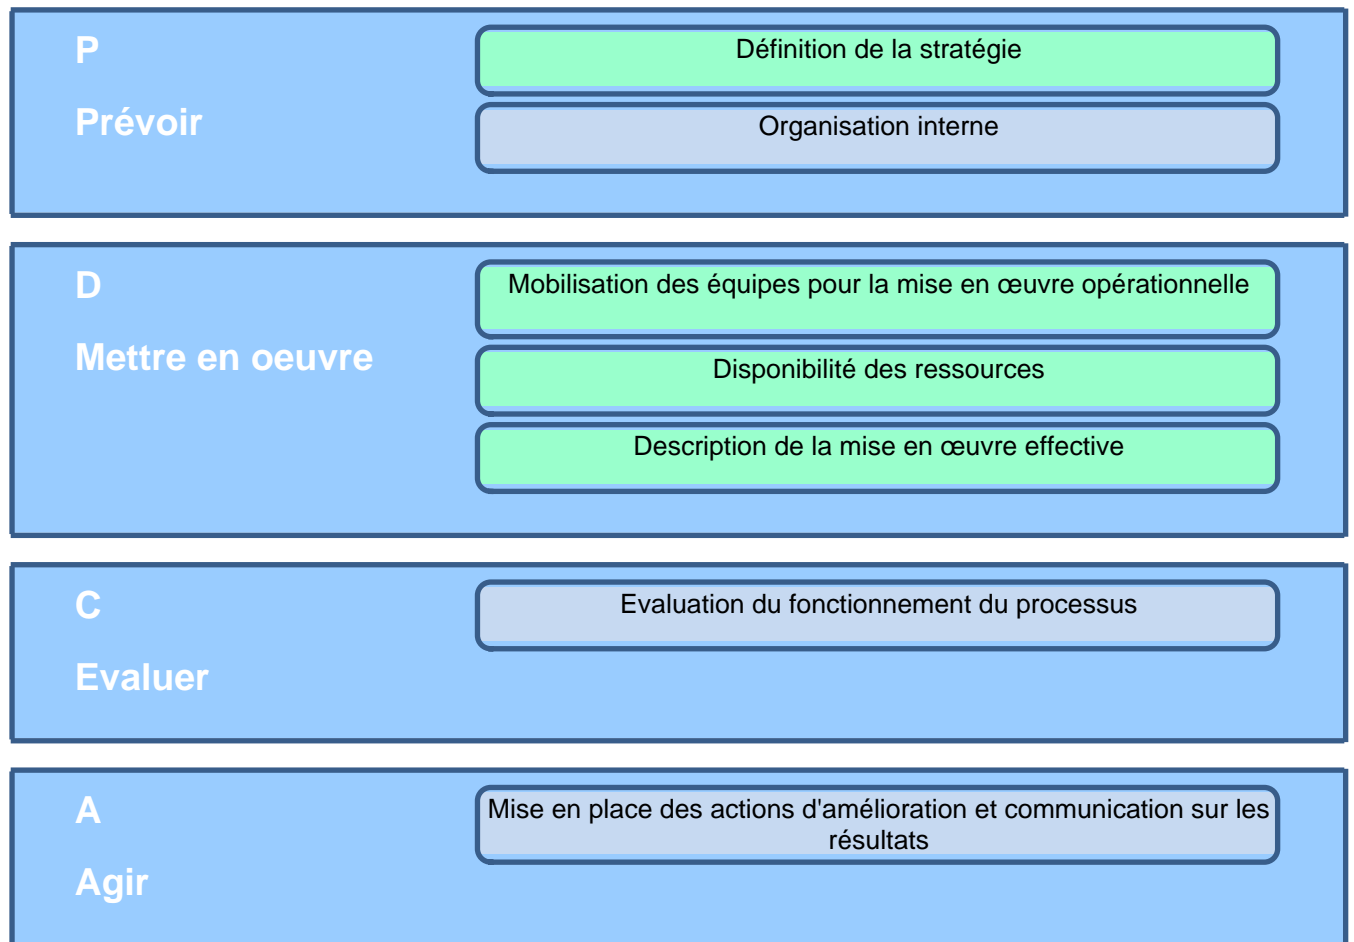 P
Prévoir
Définition de la stratégie
Organisation interne
D
Mettre en oeuvre
Mobilisation des équipes pour la mise en œuvre opérationnelle
Disponibilité des ressources
Description de la mise en œuvre effective
C
Evaluer
Evaluation du fonctionnement du processus
A
Agir
Mise en place des actions d'amélioration et communication sur les
résultats